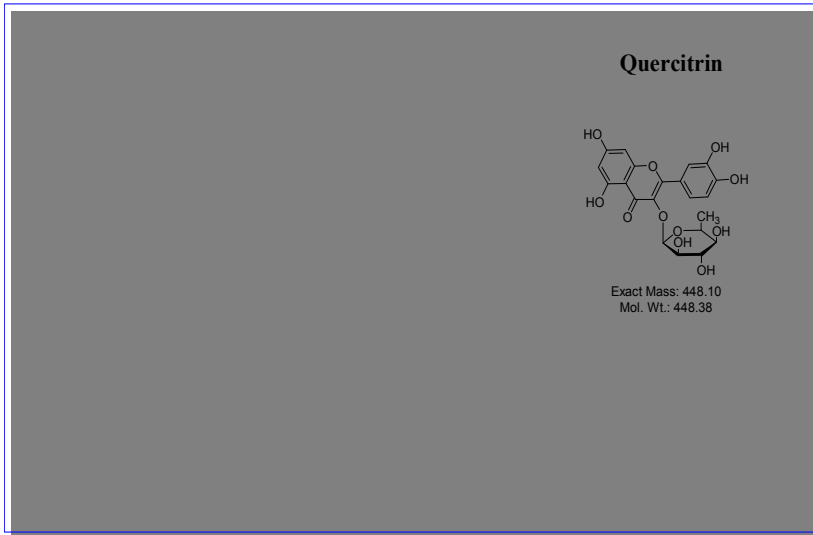 Quercitrin
HO
OH
O
OH
HO
O
O
CH3
O
OH
OH
OH
Exact Mass: 448.10
Mol. Wt.: 448.38